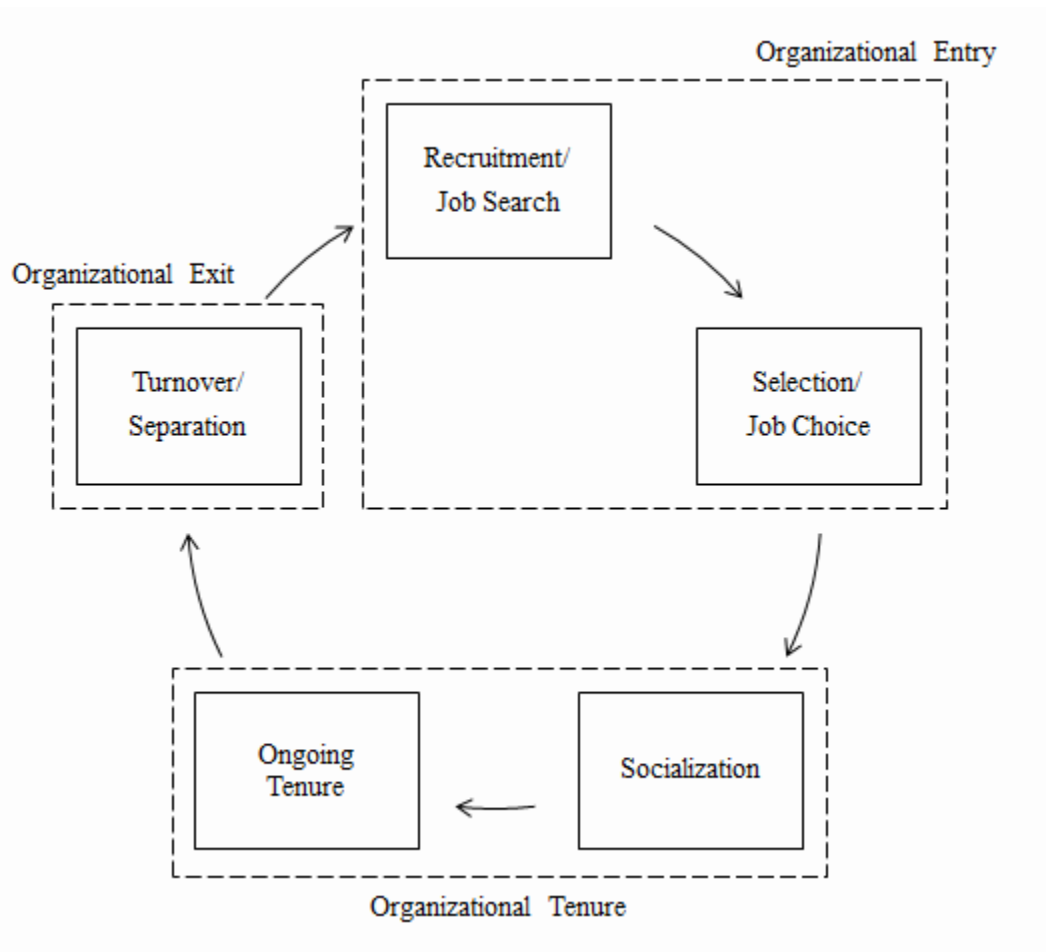 Organizational Entry
Recruitment/
Job Search
Organizational Exit
Turnover/
Separation
Selection/
Job Choice
Ongoing
Tenure
Socialization
Organizational Tenure